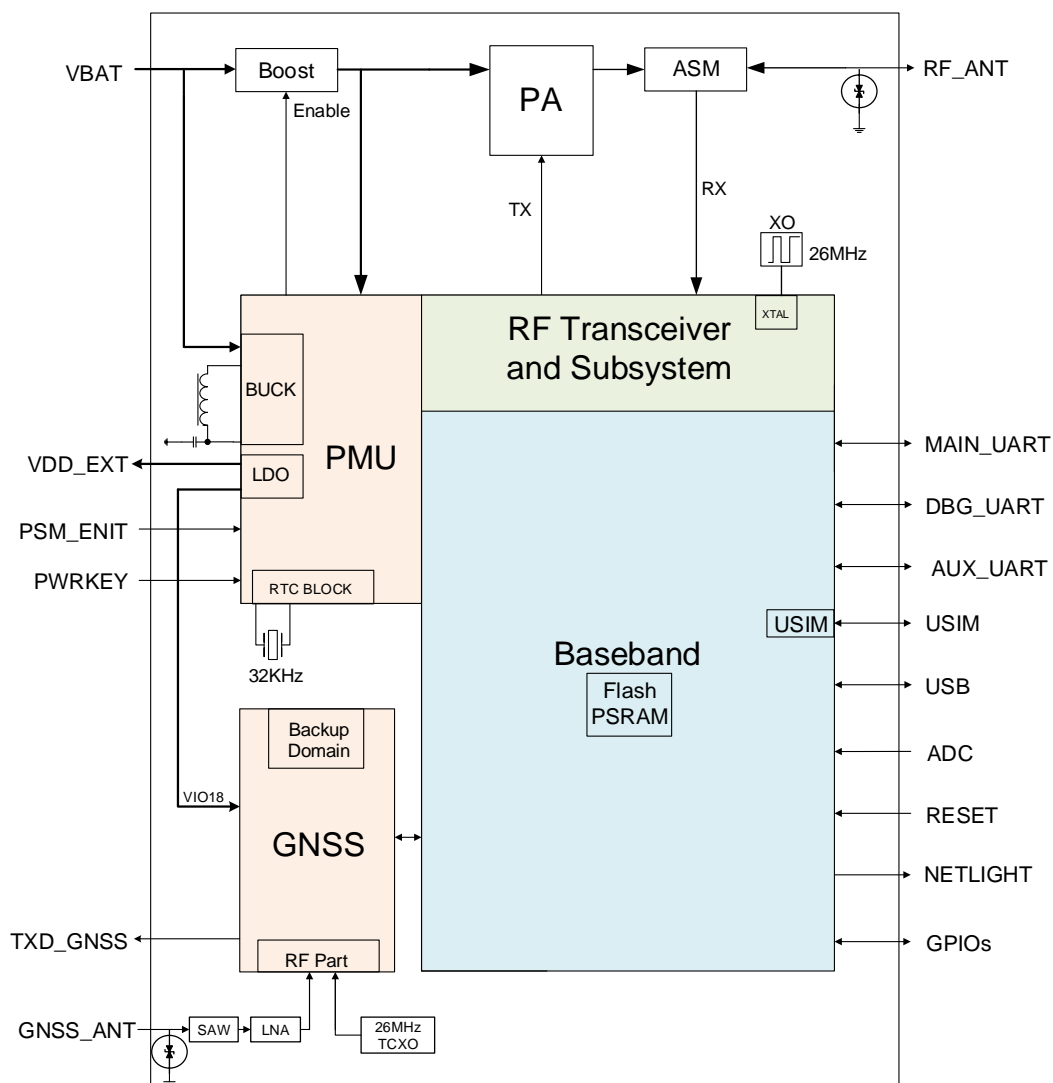 VBAT
Boost
Enable
PA
ASM
RF_ANT
TX
RX
XO
26MHz
XTAL
RF Transceiver
and Subsystem
BUCK
PMU
LDO
VDD_EXT
PSM_ENIT
PWRKEY
RTC BLOCK
32KHz
MAIN_UART
DBG_UART
AUX_UART
USIM
USIM
Baseband
Flash
PSRAM
USB
ADC
RESET
NETLIGHT
GPIOs
Backup
Domain
VIO18
GNSS
TXD_GNSS
RF Part
GNSS_ANT
SAW
LNA
26MHz
TCXO